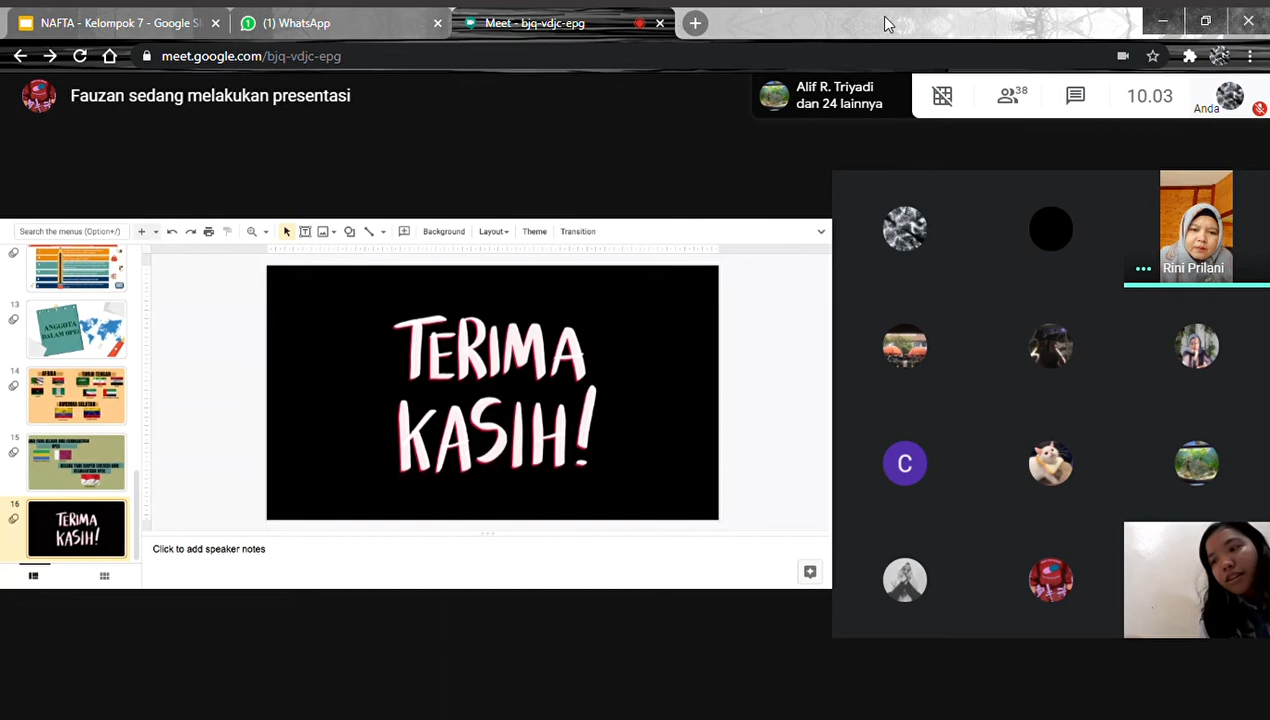 NAFTA - Kelompok 7 - Google Sl
(1) WhatsApp
Meet - bjq-vdjc-epg
meet.google.com/bjq-vdjc-epg
Fauzan sedang melakukan presentasi
Alif R. Triyadi
dan 24 lainnya
38
10.03
Anda
Search the menus (Option+/)
Background
Layout
Theme
Transition
13
ANGGOTA
DALAM OPEC
14
AFRIKA
TIMUR TENGAH
AMERIKA SELATAN
15
16
TERIMA
KASIH!
TERIMA
KASIH!
Click to add speaker notes
Rini Prilani
C